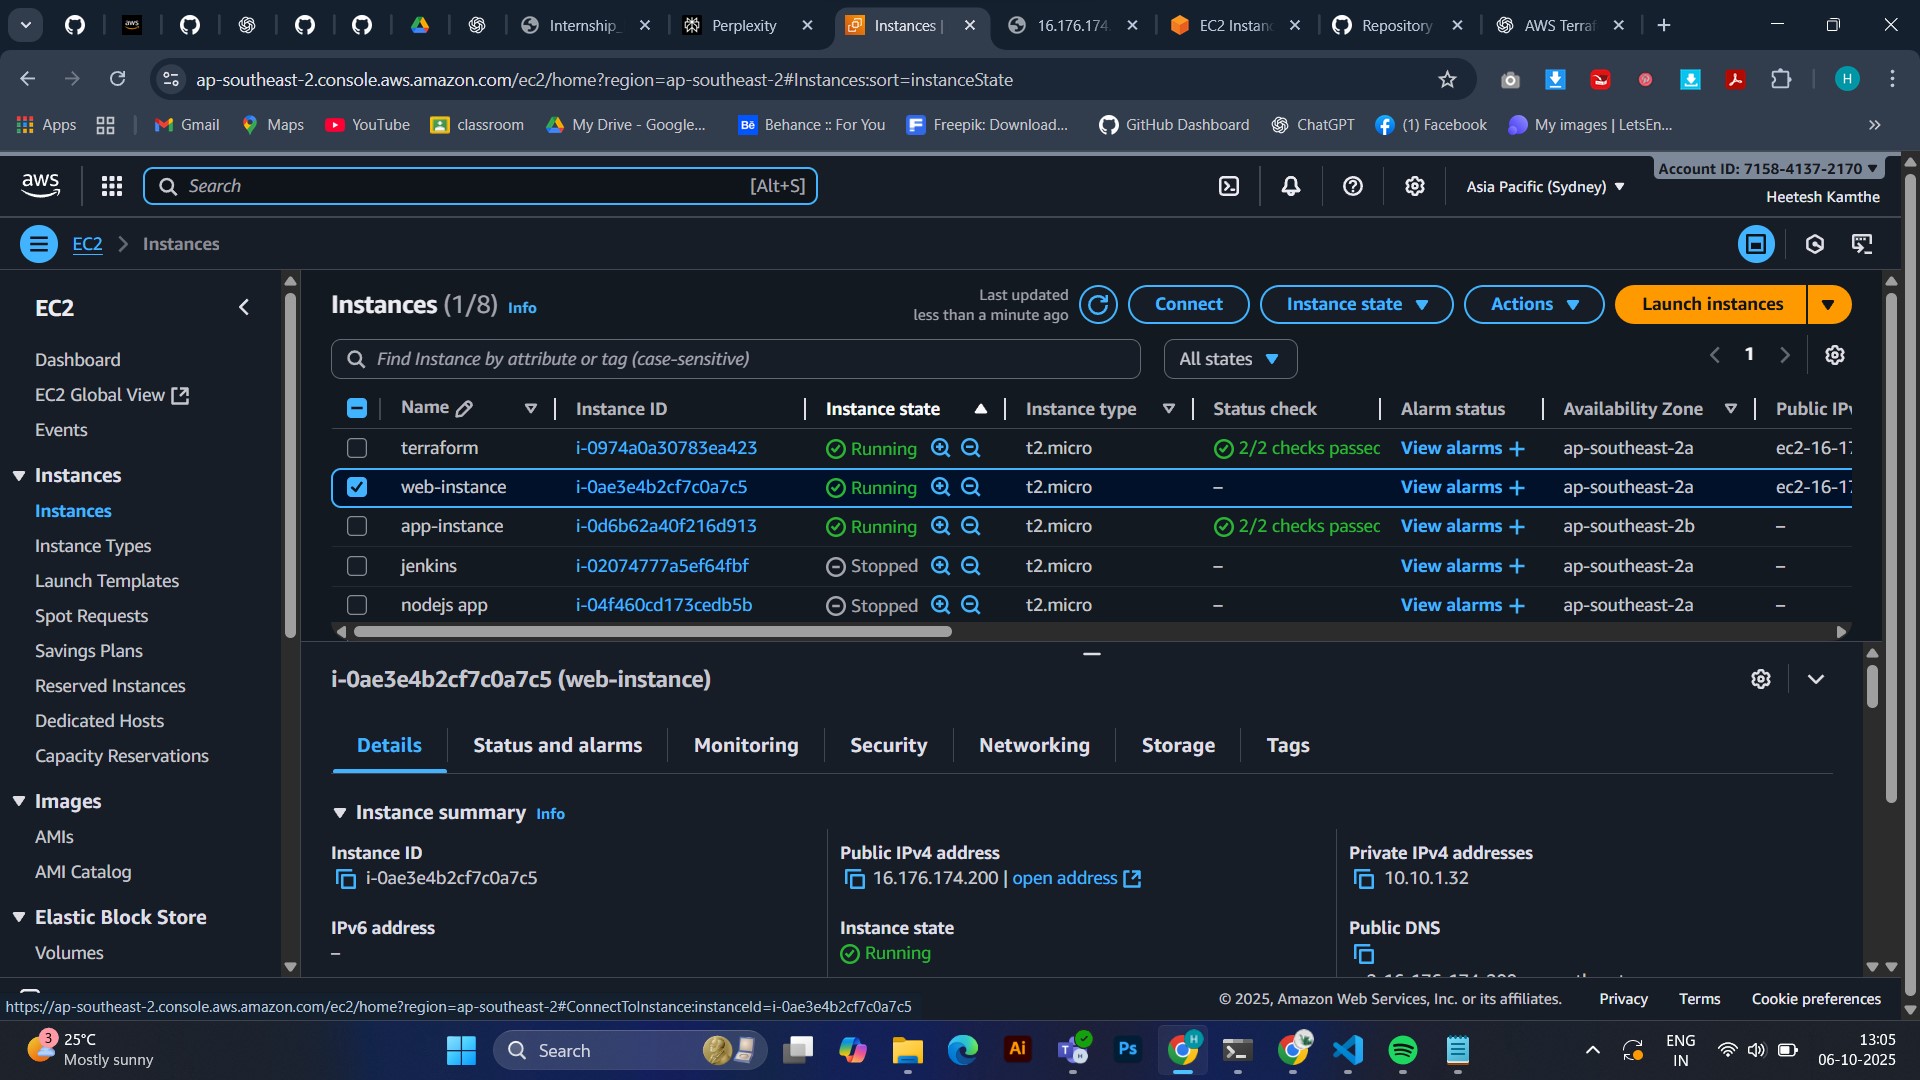 Internship_
Perplexity
Instances |
16.176.174.
EC2 Instanc
Repository
AWS Terraf
ap-southeast-2.console.aws.amazon.com/ec2/home?region=ap-southeast-2#Instances:sort=instanceState
H
Apps
Gmail
Maps
YouTube
classroom
My Drive - Google...
Bē
Behance :: For You
Freepik: Download...
GitHub Dashboard
ChatGPT
(1) Facebook
My images | LetsEn...
aws
Search
[Alt+S]
Asia Pacific (Sydney)
Account ID: 7158-4137-2170
Heetesh Kamthe
EC2
Instances
EC2
Dashboard
EC2 Global View
Events
Instances
Instances
Instance Types
Launch Templates
Spot Requests
Savings Plans
Reserved Instances
Dedicated Hosts
Capacity Reservations
Images
AMIs
AMI Catalog
Elastic Block Store
Volumes
Instances (1/8) Info
Last updated
less than a minute ago
Connect
Instance state
Actions
Launch instances
Find Instance by attribute or tag (case-sensitive)
All states
1
Name Instance ID Instance state Instance type Status check Alarm status Availability Zone Public IPv
terraform i-0974a0a30783ea423 Running t2.micro 2/2 checks passec View alarms + ap-southeast-2a ec2-16-17
web-instance i-0ae3e4b2cf7c0a7c5 Running t2.micro – View alarms + ap-southeast-2a ec2-16-17
app-instance i-0d6b62a40f216d913 Running t2.micro 2/2 checks passec View alarms + ap-southeast-2b –
jenkins i-02074777a5ef64fbf Stopped t2.micro – View alarms + ap-southeast-2a –
nodejs app i-04f460cd173cedb5b Stopped t2.micro – View alarms + ap-southeast-2a –
i-0ae3e4b2cf7c0a7c5 (web-instance)
Details
Status and alarms
Monitoring
Security
Networking
Storage
Tags
Instance summary Info
Instance ID
i-0ae3e4b2cf7c0a7c5
Public IPv4 address
16.176.174.200 | open address
Private IPv4 addresses
10.10.1.32
IPv6 address
–
Instance state
Running
Public DNS
https://ap-southeast-2.console.aws.amazon.com/ec2/home?region=ap-southeast-2#ConnectToInstance:instanceId=i-0ae3e4b2cf7c0a7c5
© 2025, Amazon Web Services, Inc. or its affiliates.
Privacy
Terms
Cookie preferences
3
25°C
Mostly sunny
Search
Ai
Ps
H
ENG
IN
13:05
06-10-2025